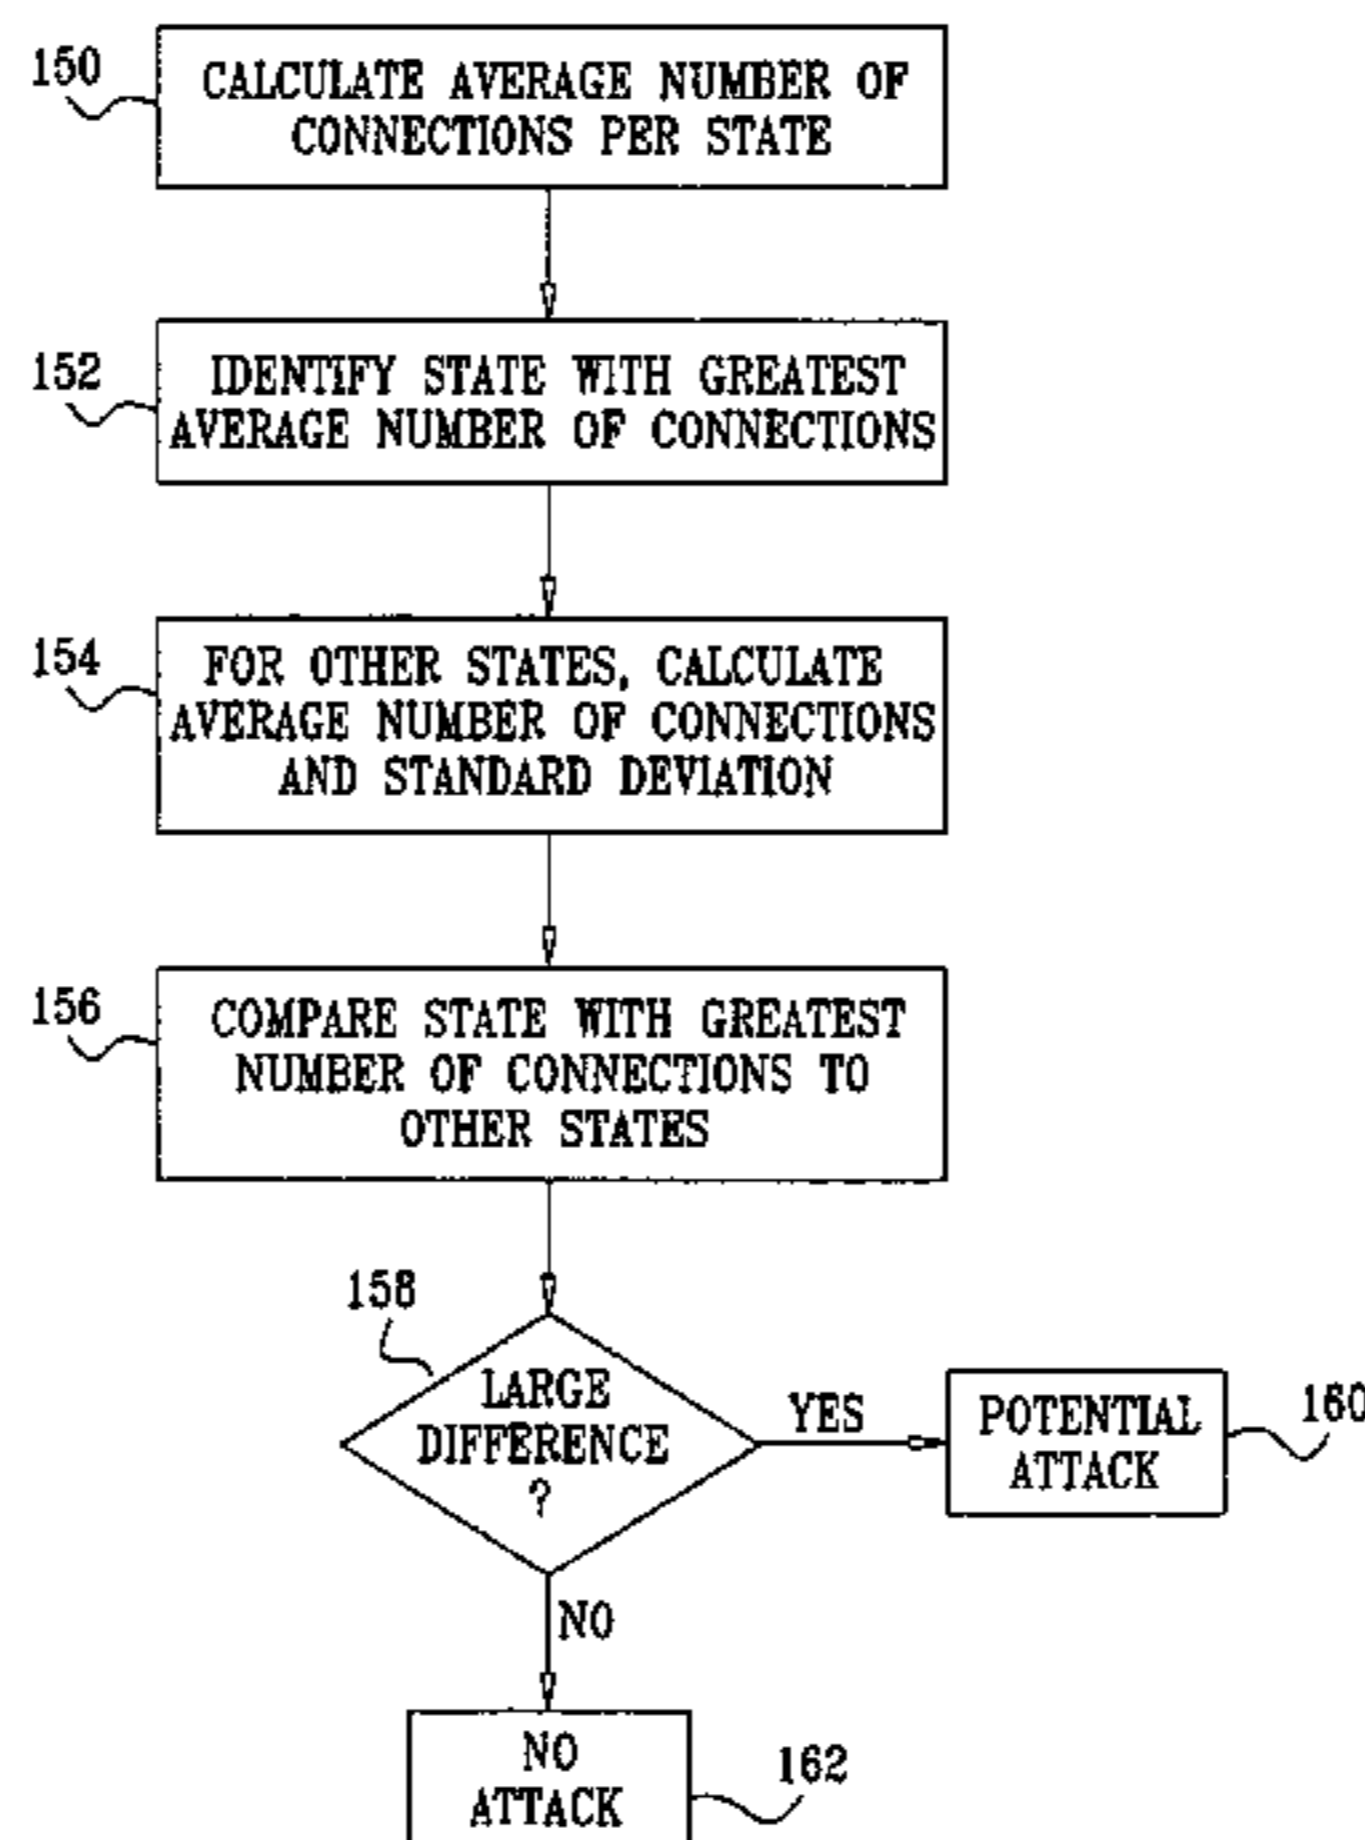 150
CALCULATE AVERAGE NUMBER OF
CONNECTIONS PER STATE
152
IDENTIFY STATE WITH GREATEST
AVERAGE NUMBER OF CONNECTIONS
154
FOR OTHER STATES, CALCULATE
AVERAGE NUMBER OF CONNECTIONS
AND STANDARD DEVIATION
156
COMPARE STATE WITH GREATEST
NUMBER OF CONNECTIONS TO
OTHER STATES
158
LARGE
DIFFERENCE
?
YES
POTENTIAL
ATTACK
160
NO
NO
ATTACK
162